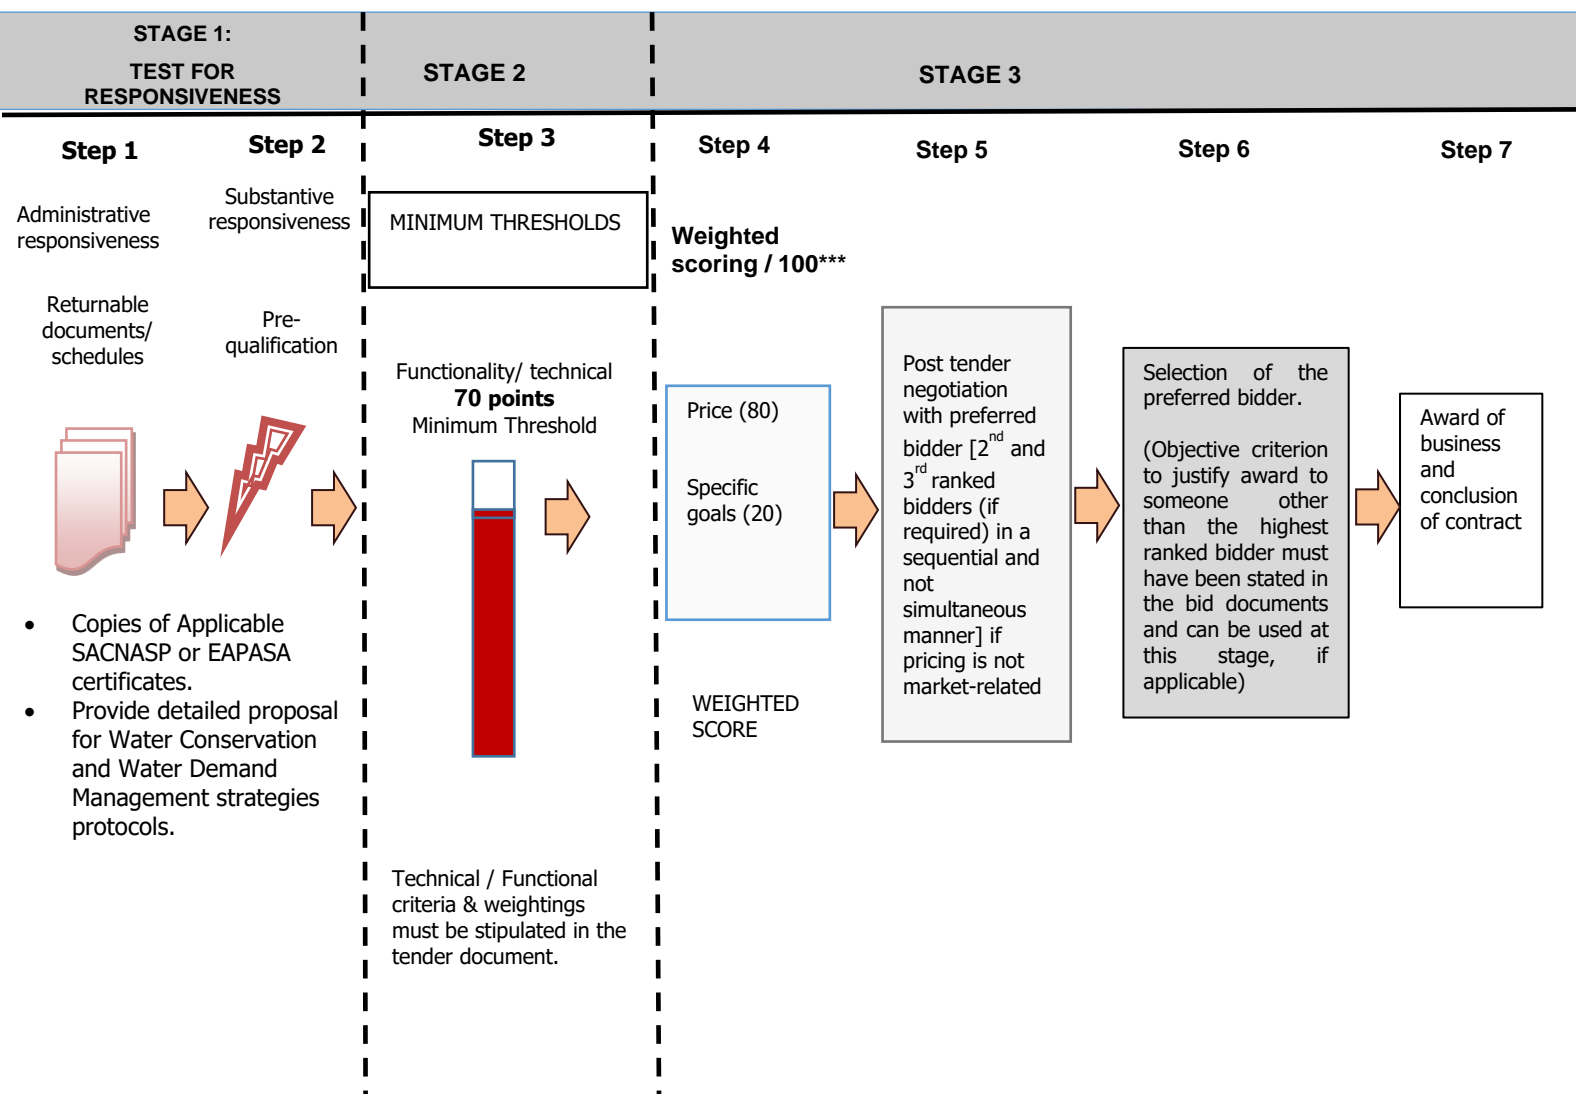 STAGE 1:
TEST FOR
RESPONSIVENESS
STAGE 2
STAGE 3
Step 1
Step 2
Step 3
Step 4
Step 5
Step 6
Step 7
Administrative
responsiveness
Returnable
documents/
schedules
Substantive
responsiveness
Pre-
qualification
• Copies of Applicable
SACNASP or EAPASA
certificates.
• Provide detailed proposal
for Water Conservation
and Water Demand
Management strategies
protocols.
MINIMUM THRESHOLDS
Functionality/ technical
70 points
Minimum Threshold
Technical / Functional
criteria & weightings
must be stipulated in the
tender document.
Weighted
scoring / 100***
Price (80)
Specific
goals (20)
WEIGHTED
SCORE
Post tender
negotiation
with preferred
bidder [2nd and
3rd ranked
bidders (if
required) in a
sequential and
not
simultaneous
manner] if
pricing is not
market-related
Selection of the
preferred bidder.
(Objective criterion
to justify award to
someone other
than the highest
ranked bidder must
have been stated in
the bid documents
and can be used at
this stage, if
applicable)
Award of
business
and
conclusion
of contract